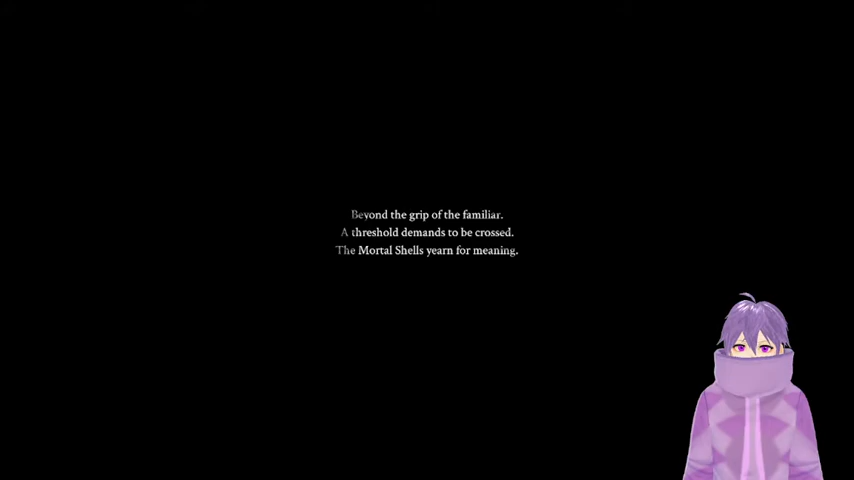 Beyond the grip of the familiar.
A threshold demands to be crossed.
The Mortal Shells yearn for meaning.